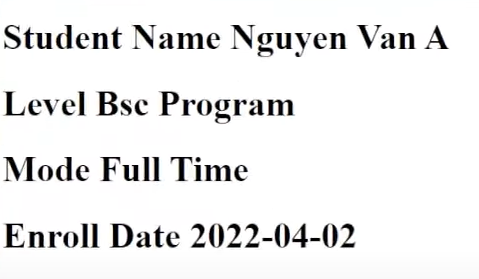 Student Name Nguyen Van A
Level Bsc Program
Mode Full Time
Enroll Date 2022-04-02